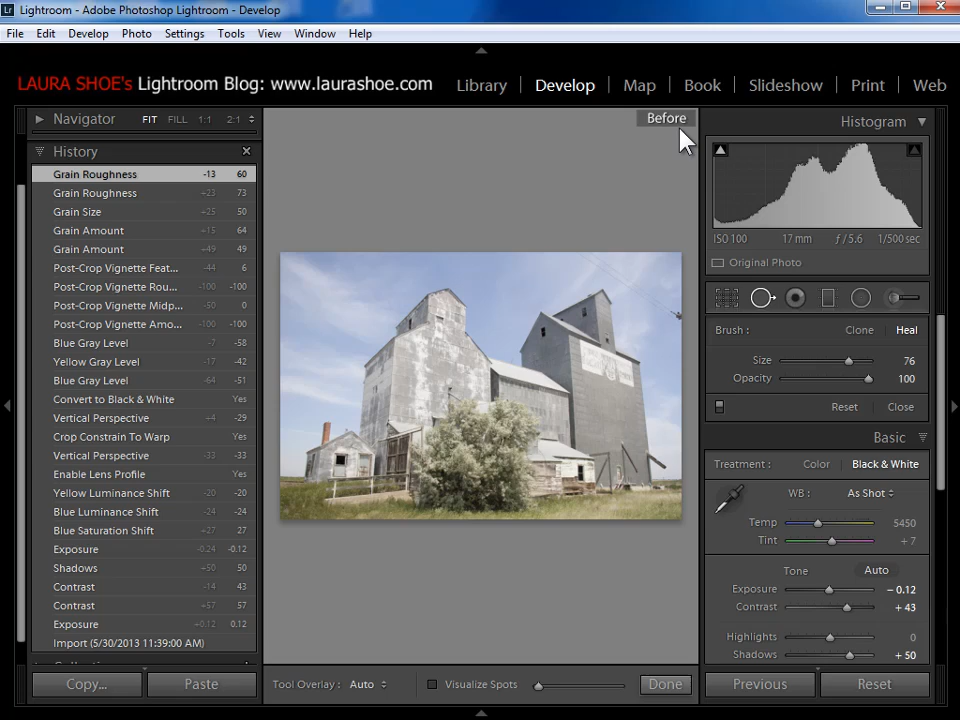 Lightroom - Adobe Photoshop Lightroom - Develop
File Edit Develop Photo Settings Tools View Window Help
LAURA SHOE's Lightroom Blog: www.laurashoe.com Library Develop Map Book Slideshow Print Web
Navigator FIT FILL 1:1 2:1
Before
Histogram
History
Grain Roughness -13 60
Grain Roughness +23 73
Grain Size +25 50
Grain Amount +15 64
Grain Amount +49 49
Post-Crop Vignette Feat... -44 6
Post-Crop Vignette Rou... -100 -100
Post-Crop Vignette Midp... -50 0
Post-Crop Vignette Amo... -100 -100
Blue Gray Level -7 -58
Yellow Gray Level -17 -42
Blue Gray Level -64 -51
Convert to Black & White Yes
Vertical Perspective +4 -29
Crop Constrain To Warp Yes
Vertical Perspective -33 -33
Enable Lens Profile Yes
Yellow Luminance Shift -20 -20
Blue Luminance Shift -24 -24
Blue Saturation Shift +27 27
Exposure -0.24 -0.12
Shadows +50 50
Contrast -14 43
Contrast +57 57
Exposure +0.12 0.12
Import (5/30/2013 11:39:00 AM)
Copy... Paste
Tool Overlay : Auto Visualize Spots Done
ISO 100 17 mm ƒ / 5.6 1/500 sec
Original Photo
Brush : Clone Heal
Size 76
Opacity 100
Reset Close
Basic
Treatment : Color Black & White
WB : As Shot
Temp 5450
Tint + 7
Tone Auto
Exposure – 0.12
Contrast + 43
Highlights 0
Shadows + 50
Previous Reset